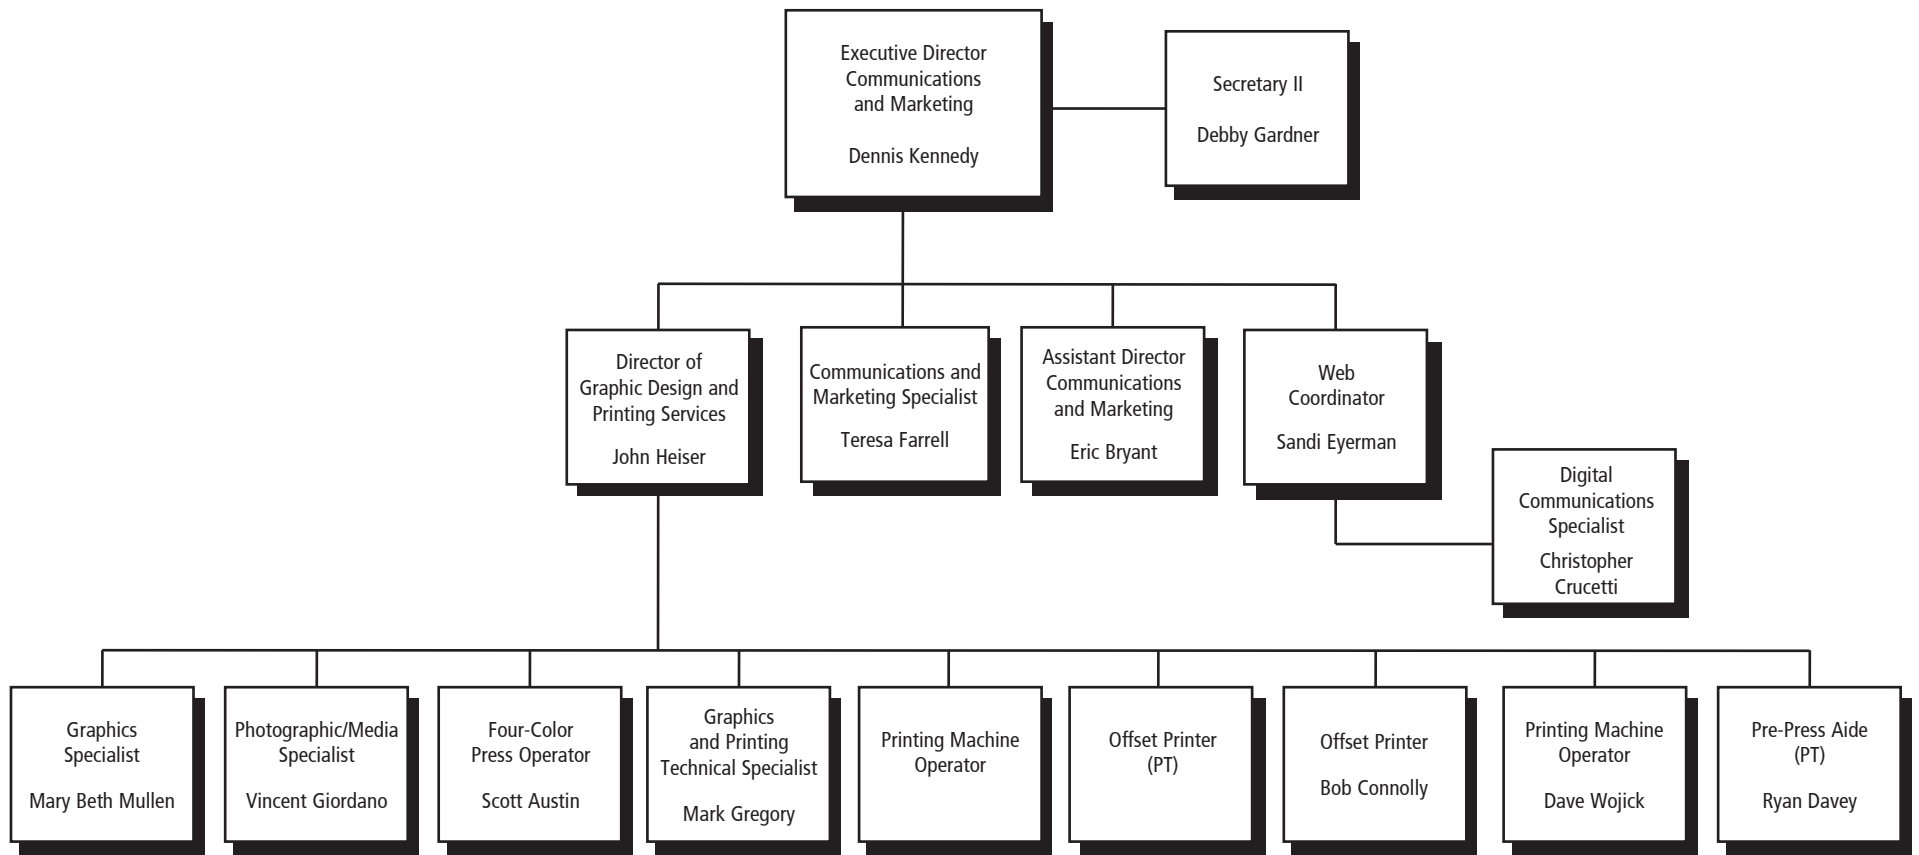 Executive Director
Communications
and Marketing
Dennis Kennedy
Secretary II
Debby Gardner
Director of
Graphic Design and
Printing Services
John Heiser
Communications and
Marketing Specialist
Teresa Farrell
Assistant Director
Communications
and Marketing
Eric Bryant
Web
Coordinator
Sandi Eyerman
Digital
Communications
Specialist
Christopher
Crucetti
Graphics
Specialist
Mary Beth Mullen
Photographic/Media
Specialist
Vincent Giordano
Four-Color
Press Operator
Scott Austin
Graphics
and Printing
Technical Specialist
Mark Gregory
Printing Machine
Operator
Offset Printer
(PT)
Offset Printer
Bob Connolly
Printing Machine
Operator
Dave Wojick
Pre-Press Aide
(PT)
Ryan Davey